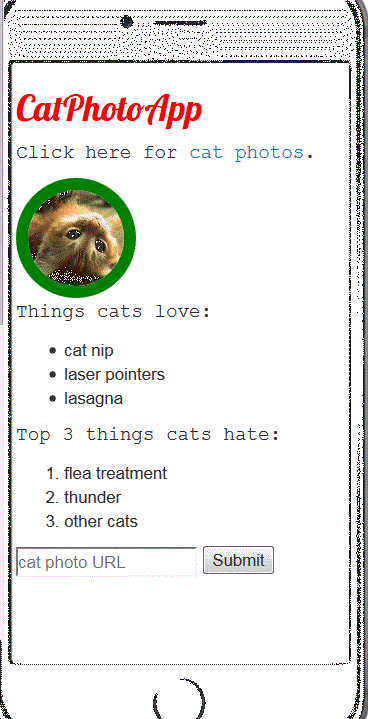 CatPhotoApp
Click here for cat photos.
Things cats love:
• cat nip
• laser pointers
• lasagna
Top 3 things cats hate:
1. flea treatment
2. thunder
3. other cats
cat photo URL Submit